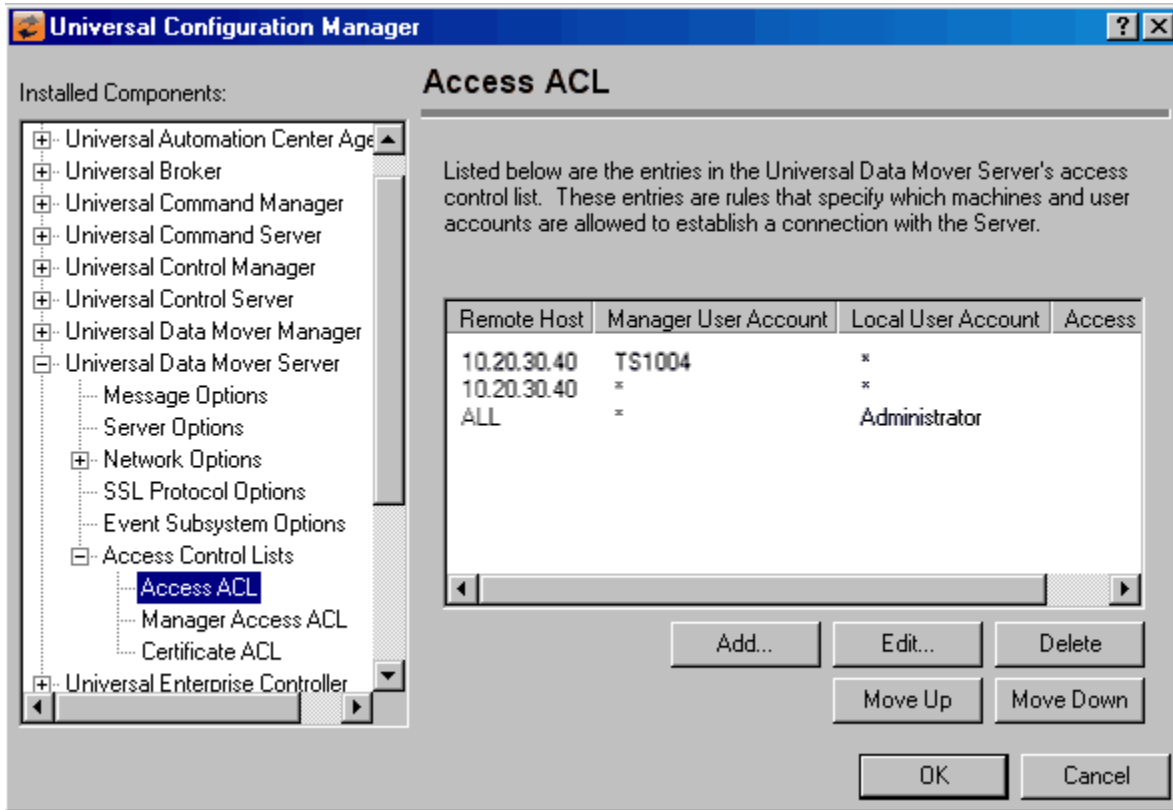 Universal Configuration Manager
Installed Components:
Universal Automation Center Age
Universal Broker
Universal Command Manager
Universal Command Server
Universal Control Manager
Universal Control Server
Universal Data Mover Manager
Universal Data Mover Server
Message Options
Server Options
Network Options
SSL Protocol Options
Event Subsystem Options
Access Control Lists
Access ACL
Manager Access ACL
Certificate ACL
Universal Enterprise Controller
Access ACL
Listed below are the entries in the Universal Data Mover Server's access
control list. These entries are rules that specify which machines and user
accounts are allowed to establish a connection with the Server.
Remote Host Manager User Account Local User Account Access
10.20.30.40 TS1004 *
10.20.30.40 * *
ALL * Administrator
Add... Edit... Delete
Move Up Move Down
OK Cancel